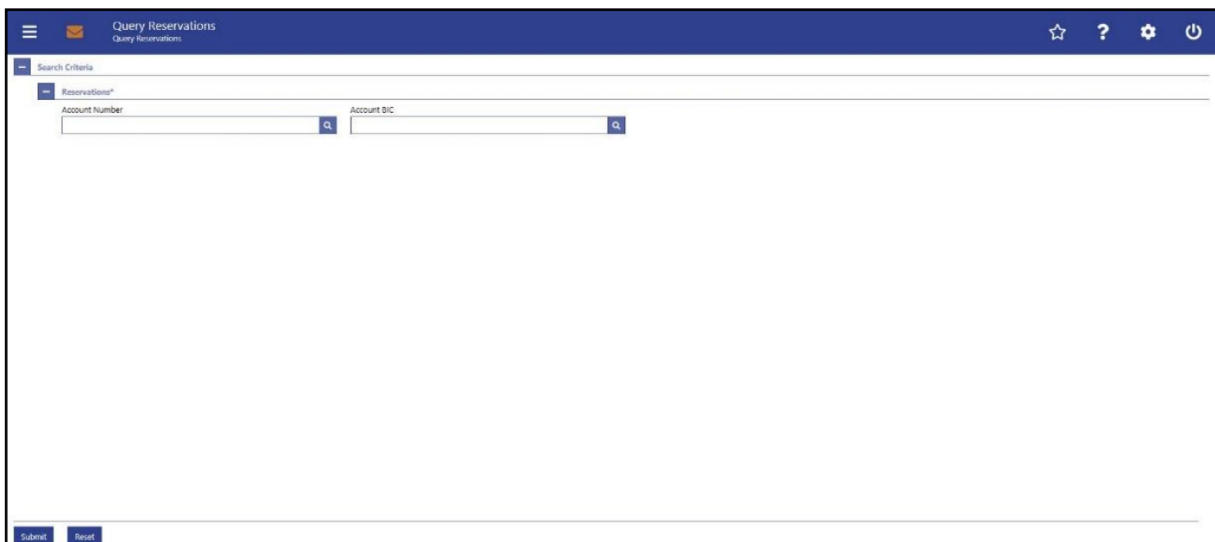 Query Reservations
Query Reservations
Search Criteria
Reservations*
Account Number Account BIC
Submit Reset